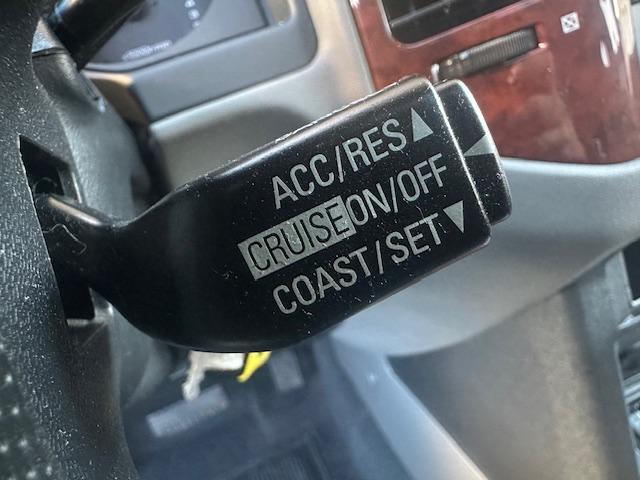 ACC/RES▲
CRUISE ON/OFF ◀
COAST/SET▼